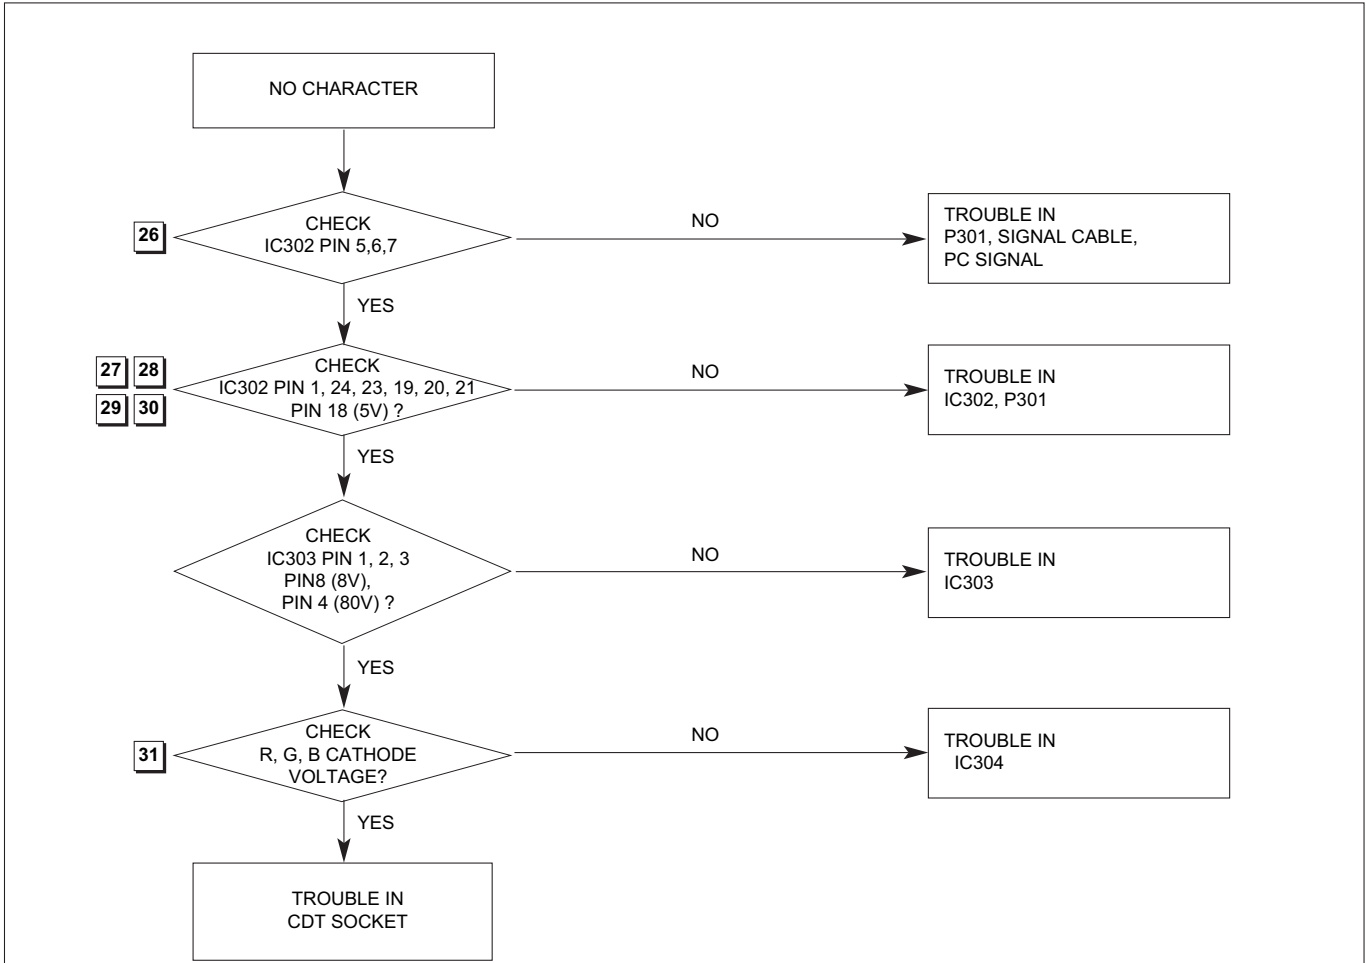 NO CHARACTER
26
CHECK
IC302 PIN 5,6,7
NO
TROUBLE IN
P301, SIGNAL CABLE,
PC SIGNAL
YES
27 28
29 30
CHECK
IC302 PIN 1, 24, 23, 19, 20, 21
PIN 18 (5V) ?
NO
TROUBLE IN
IC302, P301
YES
CHECK
IC303 PIN 1, 2, 3
PIN8 (8V),
PIN 4 (80V) ?
NO
TROUBLE IN
IC303
YES
31
CHECK
R, G, B CATHODE
VOLTAGE?
NO
TROUBLE IN
IC304
YES
TROUBLE IN
CDT SOCKET